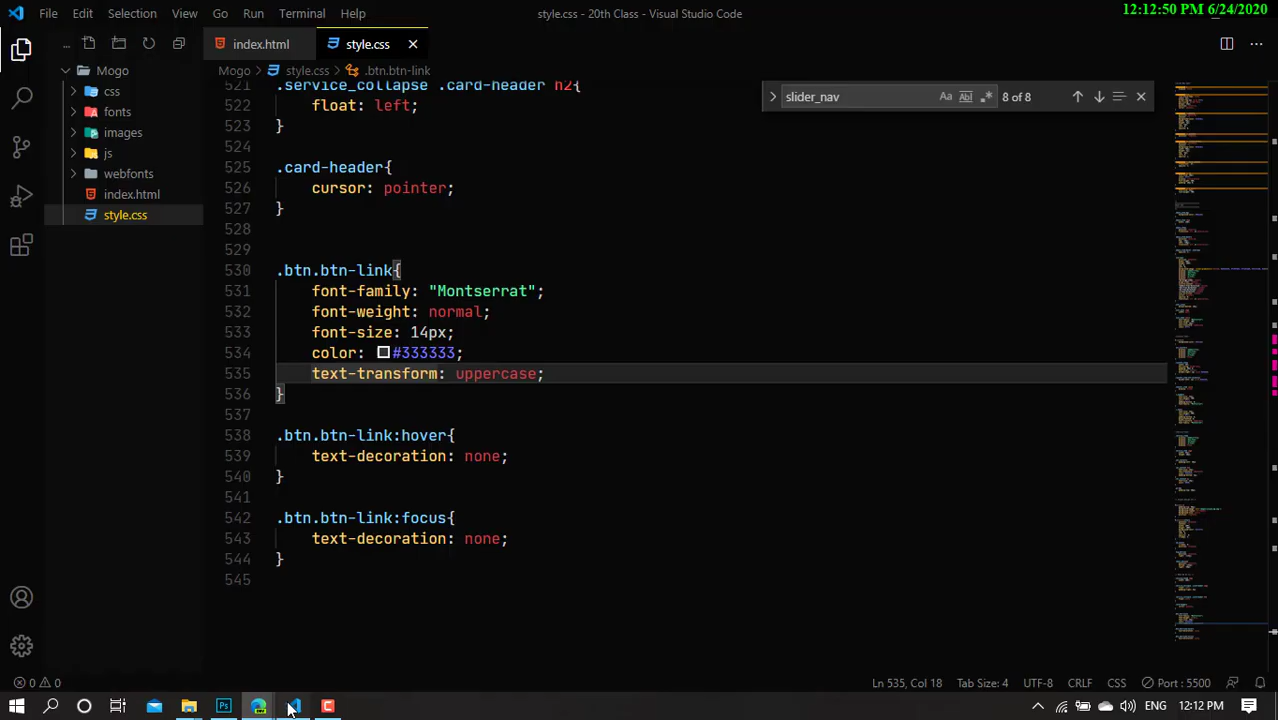 File Edit Selection View Go Run Terminal Help style.css - 20th Class - Visual Studio Code 12:12:50 PM 6/24/2020
... index.html style.css
Mogo Mogo > style.css > .btn.btn-link
css
fonts
images
js
webfonts
index.html
style.css
slider_nav Aa Ab 8 of 8
521 .service_collapse .card-header h2{
522 float: left;
523 }
524
525 .card-header{
526 cursor: pointer;
527 }
528
529
530 .btn.btn-link{
531 font-family: "Montserrat";
532 font-weight: normal;
533 font-size: 14px;
534 color: #333333;
535 text-transform: uppercase;
536 }
537
538 .btn.btn-link:hover{
539 text-decoration: none;
540 }
541
542 .btn.btn-link:focus{
543 text-decoration: none;
544 }
545
0 0 Ln 535, Col 18 Tab Size: 4 UTF-8 CRLF CSS Port : 5500
Ps ENG 12:12 PM